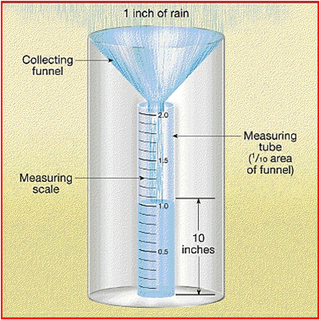 1 inch of rain
Collecting
funnel
2.0
Measuring
tube
(1/10 area
of funnel)
1.5
Measuring
scale
1.0
10
inches
0.5